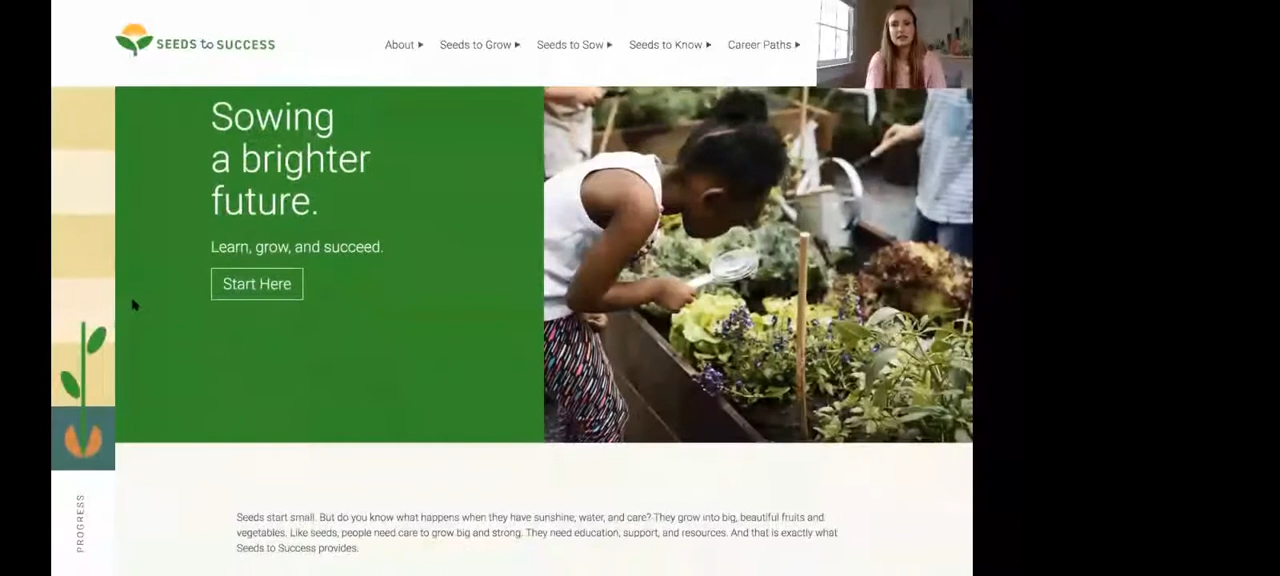 SEEDS to SUCCESS
About
Seeds to Grow
Seeds to Sow
Seeds to Know
Career Paths
Sowing
a brighter
future.
Learn, grow, and succeed.
Start Here
PROGRESS
Seeds start small. But do you know what happens when they have sunshine, water, and care? They grow into big, beautiful fruits and
vegetables. Like seeds, people need care to grow big and strong. They need education, support, and resources. And that is exactly what
Seeds to Success provides.